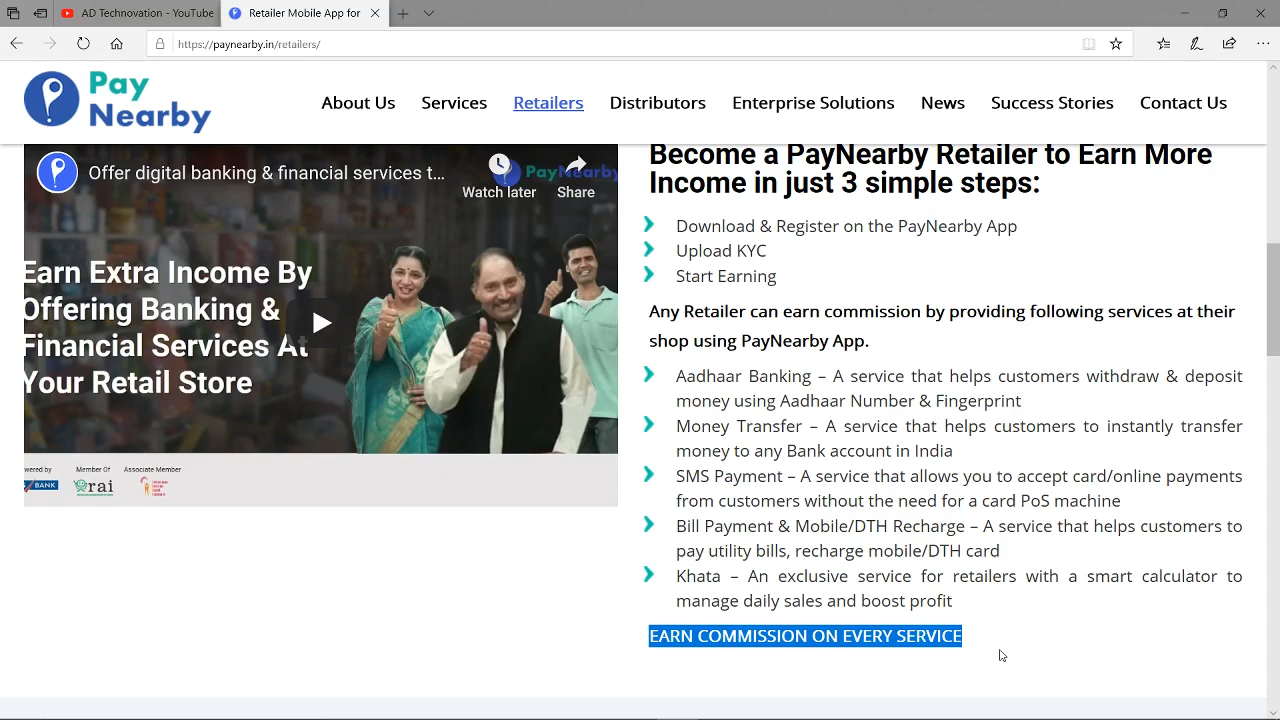 AD Technovation - YouTube
Retailer Mobile App for
https://paynearby.in/retailers/
Pay
Nearby
About Us
Services
Retailers
Distributors
Enterprise Solutions
News
Success Stories
Contact Us
Offer digital banking & financial services t...
Watch later
Share
PayNearby
Earn Extra Income By
Offering Banking &
Financial Services At
Your Retail Store
wered by
Member Of
Associate Member
BANK
rai
Become a PayNearby Retailer to Earn More
Income in just 3 simple steps:
Download & Register on the PayNearby App
Upload KYC
Start Earning
Any Retailer can earn commission by providing following services at their
shop using PayNearby App.
Aadhaar Banking – A service that helps customers withdraw & deposit
money using Aadhaar Number & Fingerprint
Money Transfer – A service that helps customers to instantly transfer
money to any Bank account in India
SMS Payment – A service that allows you to accept card/online payments
from customers without the need for a card PoS machine
Bill Payment & Mobile/DTH Recharge – A service that helps customers to
pay utility bills, recharge mobile/DTH card
Khata – An exclusive service for retailers with a smart calculator to
manage daily sales and boost profit
EARN COMMISSION ON EVERY SERVICE